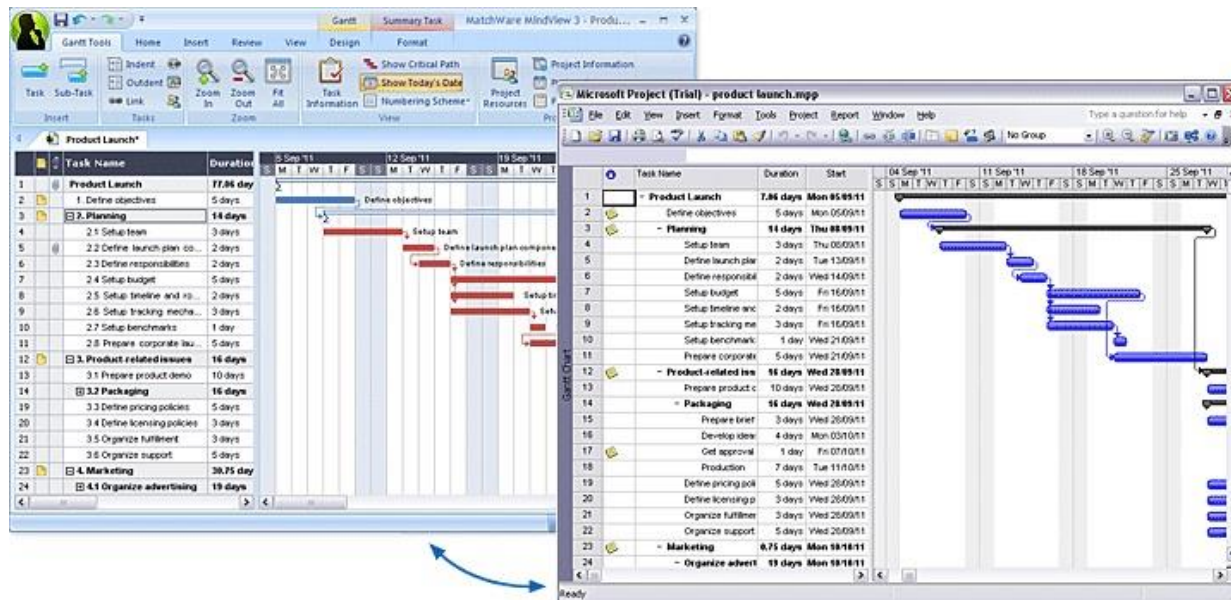 Gantt Summary Task MatchWare MindView 3 - Produ...
Gantt Tools Home Insert Review View Design Format
Task Sub-Task Indent Outdent Link
Zoom In Zoom Out Fit All
Task Information Show Critical Path Show Today's Date Numbering Scheme
Project Resources Project Information
Insert Tasks Zoom View
Product Launch*
Task Name Duration 5 Sep '11 12 Sep '11 19 Sep '11
S M T W T F S S M T W T F S S M T W T
1 Product Launch 77.06 day
2 1. Define objectives 5 days Define objectives
3 2. Planning 14 days
4 2.1 Setup team 3 days Setup team
5 2.2 Define launch plan co... 2 days Define launch plan compone
6 2.3 Define responsibilities 2 days Define responsibilities
7 2.4 Setup budget 5 days
8 2.5 Setup timeline and ro... 2 days
9 2.6 Setup tracking mecha... 3 days
10 2.7 Setup benchmarks 1 day
11 2.8 Prepare corporate lau... 5 days
12 3. Product-related issues 16 days
13 3.1 Prepare product demo 10 days
14 3.2 Packaging 16 days
19 3.3 Define pricing policies 5 days
20 3.4 Define licensing policies 3 days
21 3.5 Organize fulfillment 3 days
22 3.6 Organize support 5 days
23 4. Marketing 30.75 day
24 4.1 Organize advertising 19 days
Microsoft Project (Trial) - product launch.mpp
File Edit View Insert Format Tools Project Report Window Help Type a question for help
No Group
Task Name Duration Start 04 Sep '11 11 Sep '11 18 Sep '11 25 Sep '11
S S M T W T F S S M T W T F S S M T W T F S S M T W T
1 Product Launch 7.06 days Mon 05/09/11
2 Define objectives 5 days Mon 05/09/11
3 Planning 14 days Thu 08/09/11
4 Setup team 3 days Thu 08/09/11
5 Define launch plan 2 days Tue 13/09/11
6 Define responsibil 2 days Wed 14/09/11
7 Setup budget 5 days Fri 16/09/11
8 Setup timeline and 2 days Fri 16/09/11
9 Setup tracking me 3 days Fri 16/09/11
10 Setup benchmark 1 day Wed 21/09/11
11 Prepare corporate 5 days Wed 21/09/11
12 Product-related iss 16 days Wed 28/09/11
13 Prepare product c 10 days Wed 28/09/11
14 Packaging 16 days Wed 28/09/11
15 Prepare brief 3 days Wed 28/09/11
16 Develop ideas 4 days Mon 03/10/11
17 Get approval 1 day Fri 07/10/11
18 Production 7 days Tue 11/10/11
19 Define pricing poli 5 days Wed 28/09/11
20 Define licensing p 3 days Wed 28/09/11
21 Organize fulfillmer 3 days Wed 28/09/11
22 Organize support 5 days Wed 28/09/11
23 Marketing 0.75 days Mon 10/10/11
24 Organize advert 19 days Mon 10/10/11
Gantt Chart
Ready